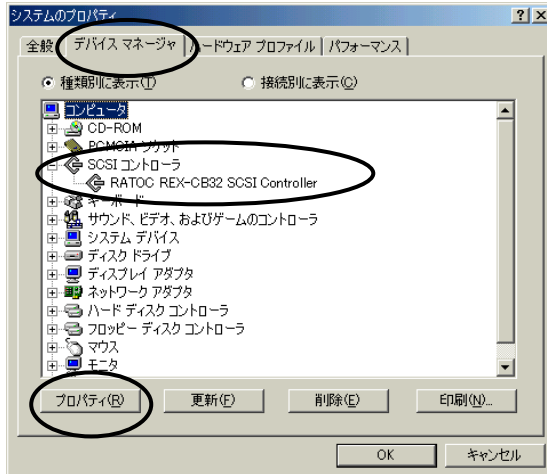 システムのプロパティ
全般 デバイス マネージャ ハードウェア プロファイル パフォーマンス
種類別に表示(T) 接続別に表示(C)
コンピュータ
CD-ROM
PCMCIA ソケット
SCSI コントローラ
RATOC REX-CB32 SCSI Controller
キーボード
サウンド、ビデオ、およびゲームのコントローラ
システム デバイス
ディスク ドライブ
ディスプレイ アダプタ
ネットワーク アダプタ
ハード ディスク コントローラ
フロッピー ディスク コントローラ
マウス
モニタ
プロパティ(R) 更新(F) 削除(E) 印刷(N)...
OK キャンセル